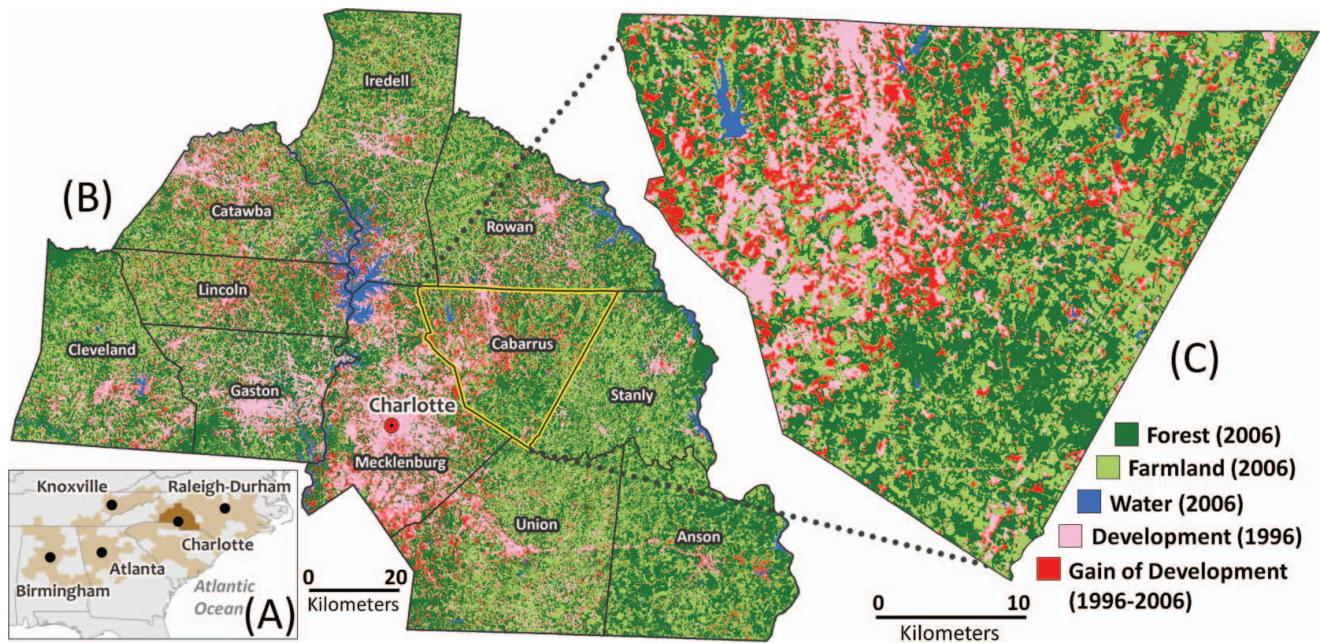 Iredell
(B)
Catawba
Rowan
Lincoln
Cabarrus
Cleveland
Gaston
Stanly
Charlotte
Mecklenburg
Union
Anson
0 20
Kilometers
Knoxville
Raleigh-Durham
Charlotte
Atlanta
Birmingham
Atlantic
Ocean
(A)
(C)
Forest (2006)
Farmland (2006)
Water (2006)
Development (1996)
Gain of Development
(1996-2006)
0 10
Kilometers